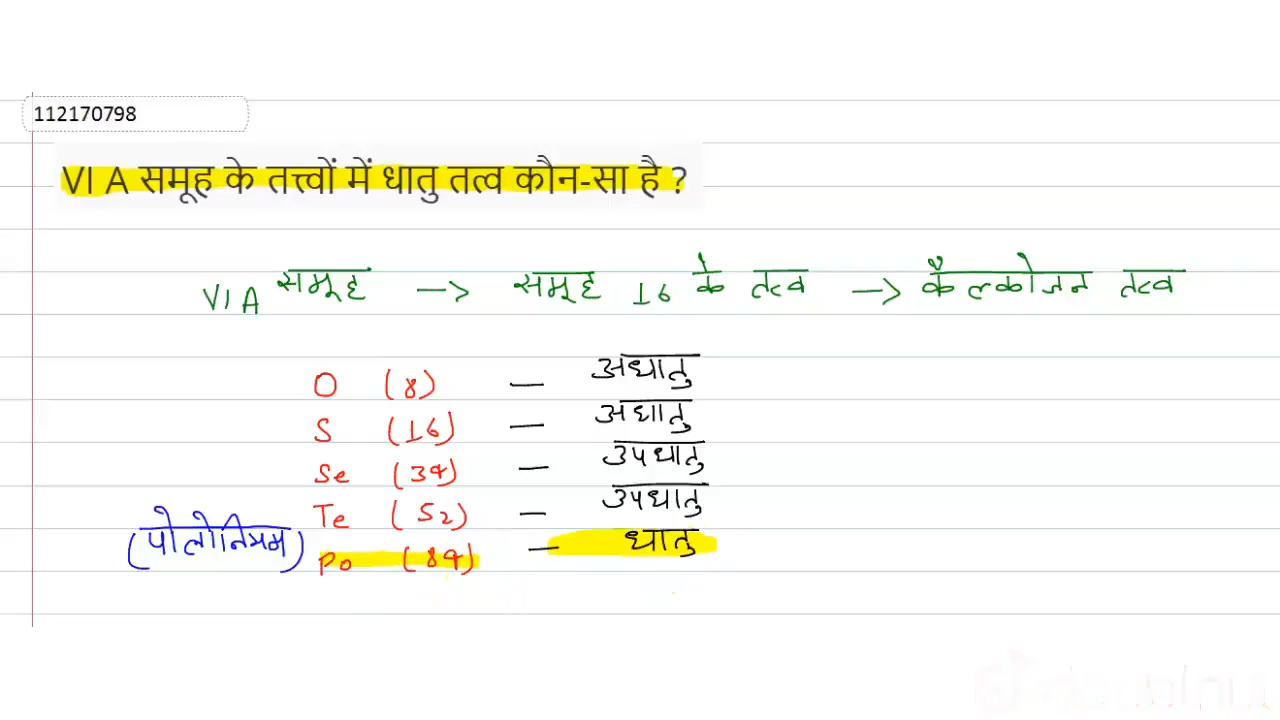 112170798
VI A समूह के तत्त्वों में धातु तत्व कौन-सा है ?
VIA समूह → समूह 16 के तत्व → कैल्कोजन तत्व
O (8) — अधातु
S (16) — अधातु
Se (34) — उपधातु
Te (52) — उपधातु
(पोलोनियम) Po (84) — धातु